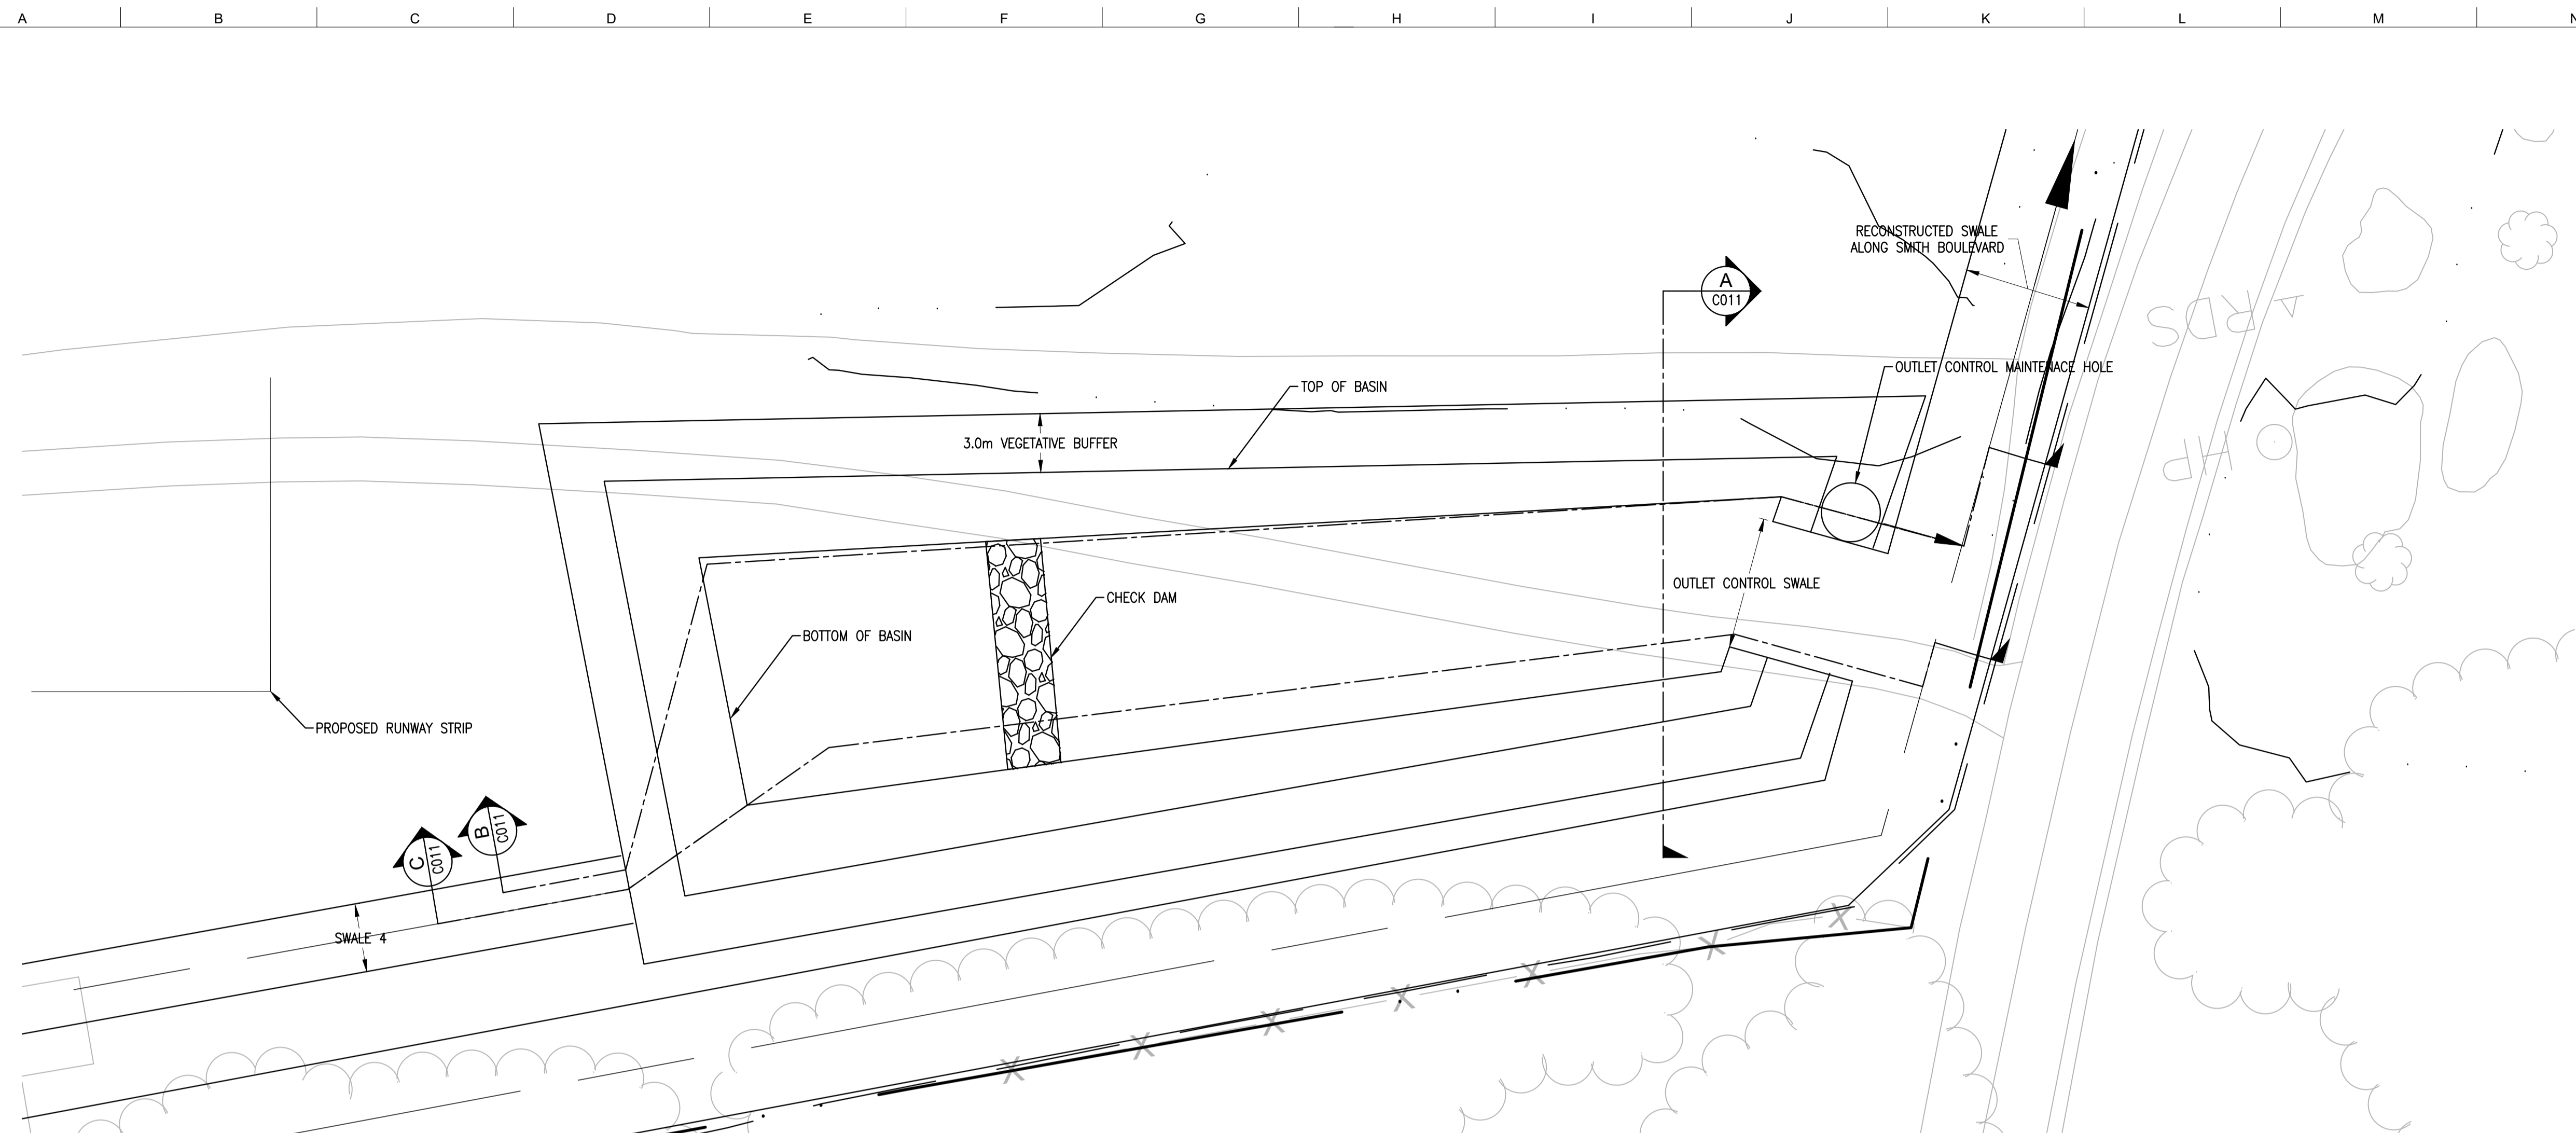 A B C D E F G H I J K L M N
RECONSTRUCTED SWALE
ALONG SMITH BOULEVARD
A
C011
OUTLET CONTROL MAINTENACE HOLE
TOP OF BASIN
3.0m VEGETATIVE BUFFER
OUTLET CONTROL SWALE
CHECK DAM
BOTTOM OF BASIN
PROPOSED RUNWAY STRIP
B
C011
C
C011
SWALE 4
X X X X X X X